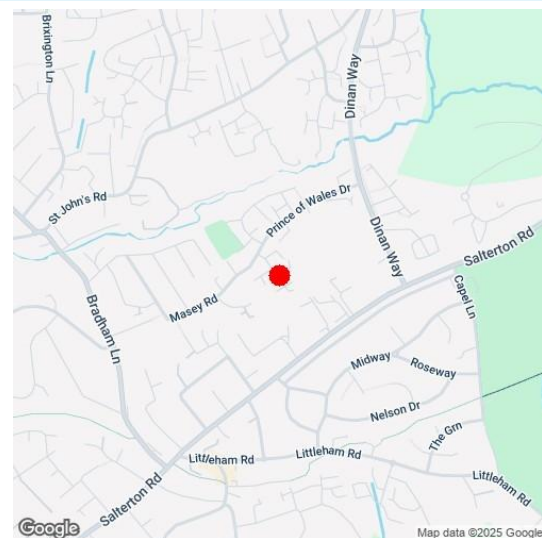 Brixington Ln
Dinan Way
St John's Rd
Prince of Wales Dr
Dinan Way
Salterton Rd
Capel Ln
Masey Rd
Bradham Ln
Midway
Roseway
Nelson Dr
The Grn
Littleham Rd
Littleham Rd
Littleham Rd
Salterton Rd
Google
Map data ©2025 Google